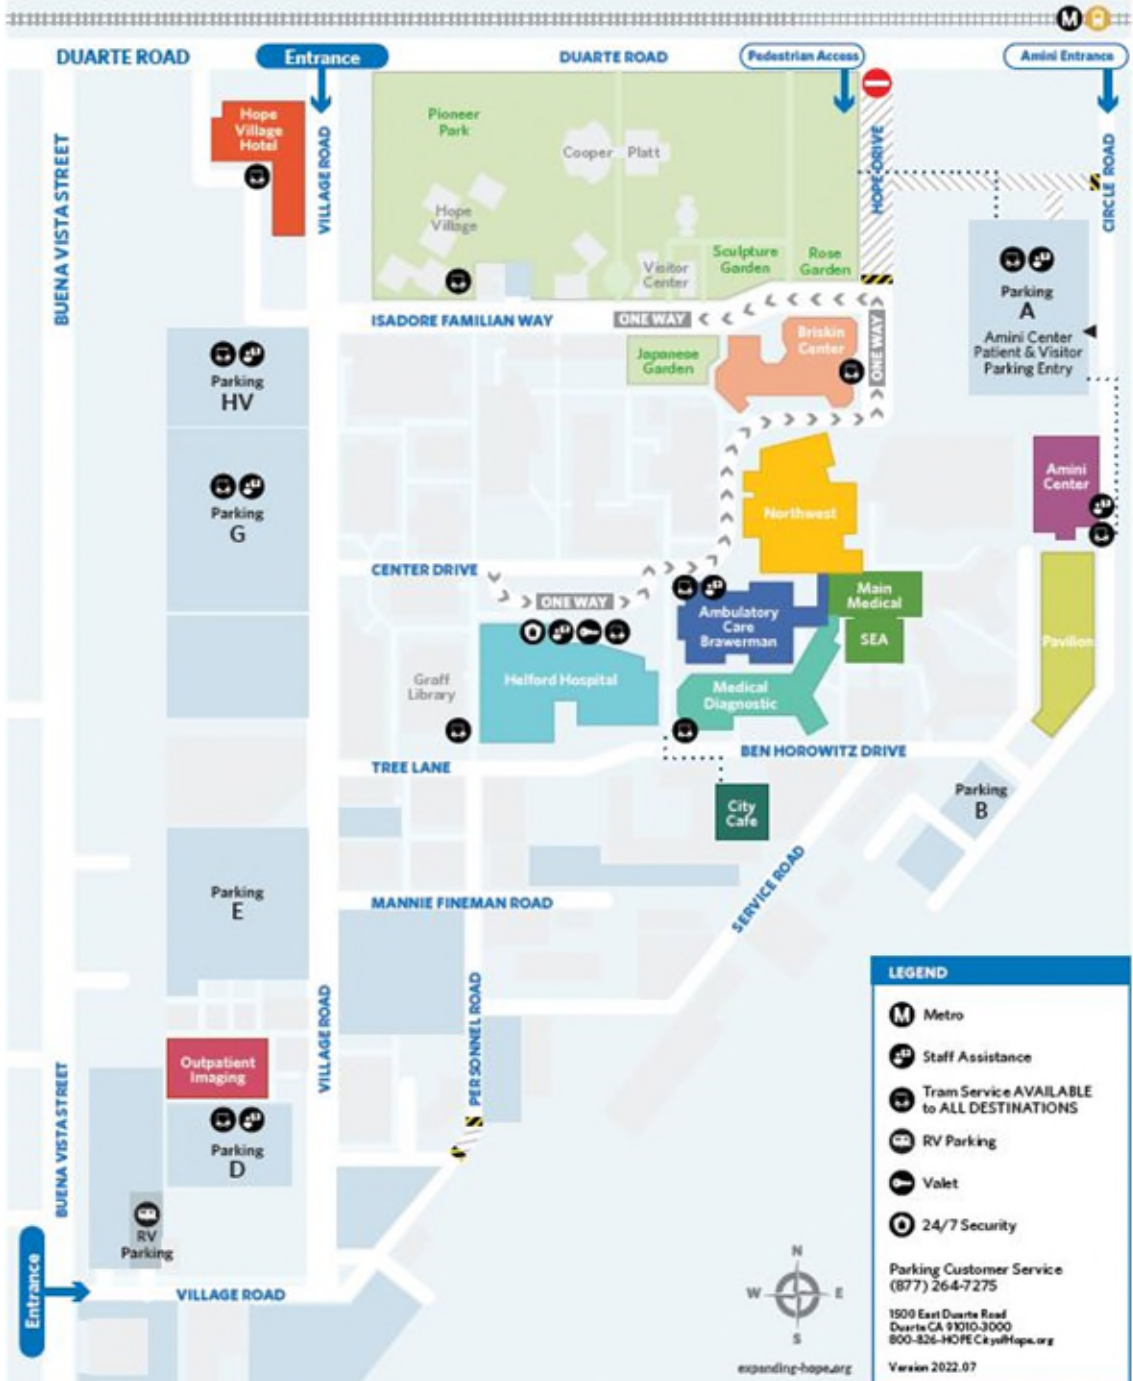 M
DUARTE ROAD
Entrance
DUARTE ROAD
Pedestrian Access
Amini Entrance
BUENA VISTA STREET
Hope
Village
Hotel
VILLAGE ROAD
Pioneer
Park
Cooper Platt
Hope
Village
Visitor
Center
Sculpture
Garden
Rose
Garden
HOPE DRIVE
CIRCLE ROAD
Parking
A
Amini Center
Patient & Visitor
Parking Entry
ISADORE FAMILIAN WAY
ONE WAY
Japanese
Garden
Briskin
Center
ONE WAY
Parking
HV
Parking
G
Amini
Center
Northwest
CENTER DRIVE
ONE WAY
Ambulatory
Care
Brawerman
Main
Medical
SEA
Pavilion
Graff
Library
Helford Hospital
Medical
Diagnostic
TREE LANE
BEN HOROWITZ DRIVE
City
Cafe
Parking
B
Parking
E
MANNIE FINEMAN ROAD
SERVICE ROAD
VILLAGE ROAD
PERSONNEL ROAD
BUENA VISTA STREET
Outpatient
Imaging
Parking
D
RV
Parking
Entrance
VILLAGE ROAD
N
W E
S
expanding-hope.org
LEGEND
M Metro
Staff Assistance
Tram Service AVAILABLE
to ALL DESTINATIONS
RV Parking
Valet
24/7 Security
Parking Customer Service
(877) 264-7275
1500 East Duarte Road
Duarte CA 91010-3000
800-826-HOPE CityofHope.org
Version 2022.07